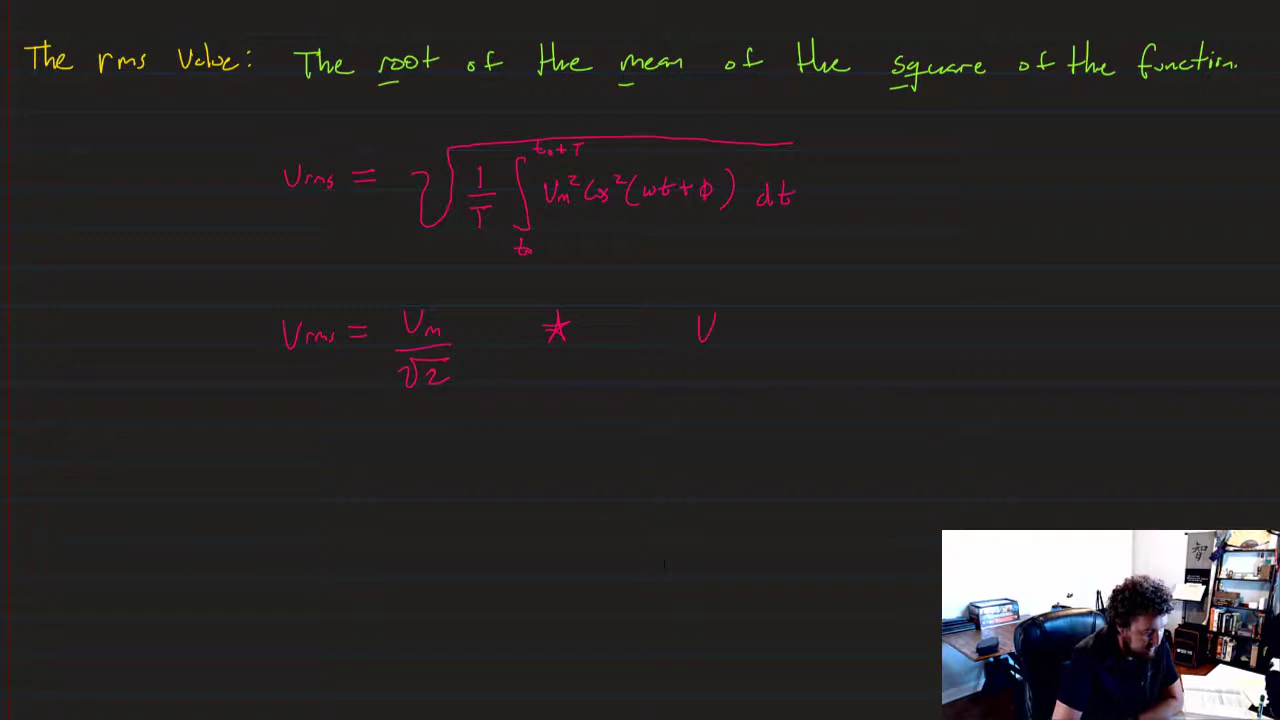 The rms Value: The root of the mean of the square of the function.
Vrms = √(1/T ∫_{t₀}^{t₀+T} Vm² Cos²(ωt+ϕ) dt)
Vrms = Vm/√2 ☆ V
智